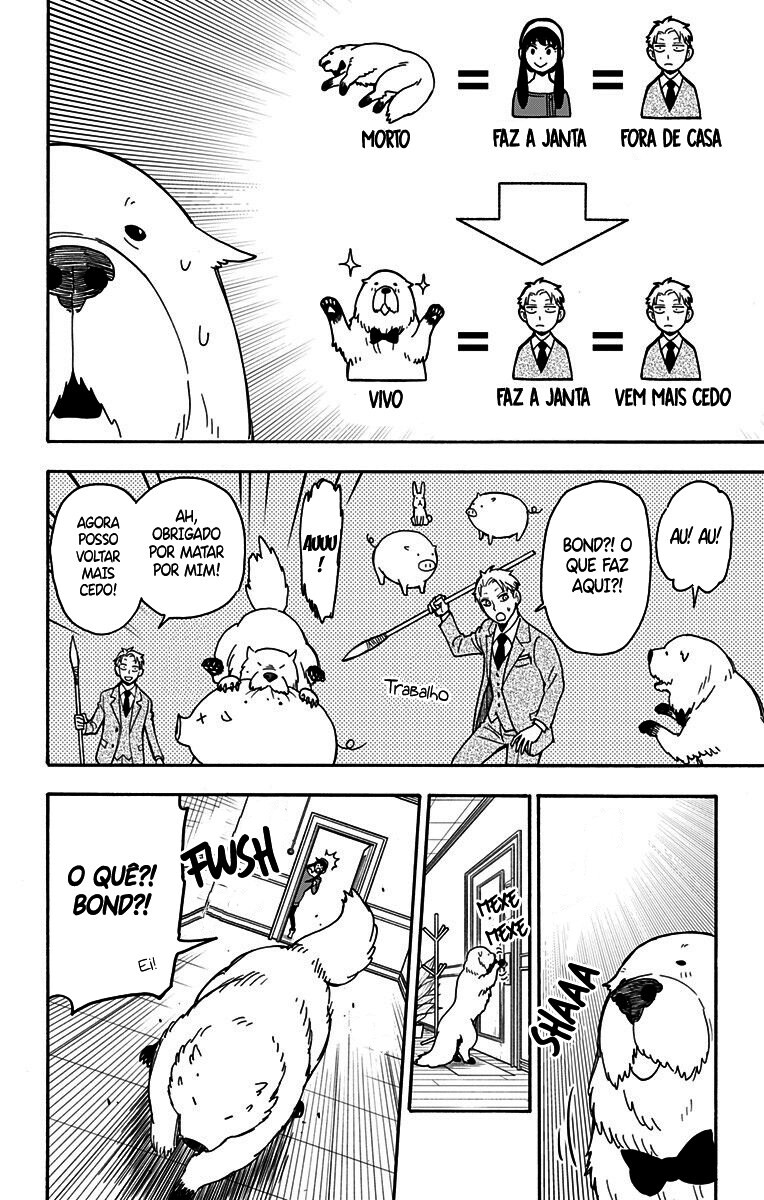 MORTO
FAZ A JANTA
FORA DE CASA
VIVO
FAZ A JANTA
VEM MAIS CEDO
AU! AU!
BOND?! O
QUE FAZ
AQUI?!
Trabalho
AUUU
!
AH,
OBRIGADO
POR MATAR
POR MIM!
AGORA
POSSO
VOLTAR
MAIS
CEDO!
SHAAA
MEXE
MEXE
FWSH
O QUÊ?!
BOND?!
Ei!